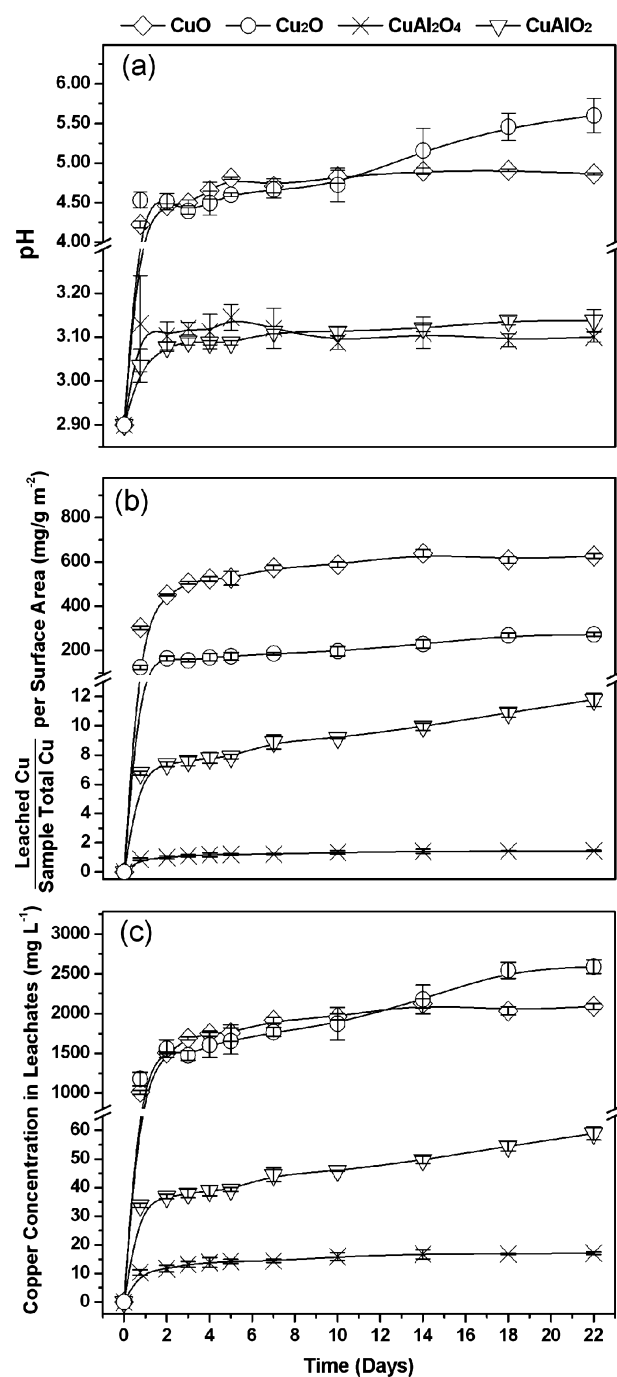 CuO Cu₂O CuAl₂O₄ CuAlO₂
(a)
6.00
5.50
5.00
4.50
4.00
3.20
3.10
3.00
2.90
pH
(b)
800
600
400
200
12
10
8
6
4
2
0
Leached Cu
Sample Total Cu
per Surface Area (mg/g m⁻²)
(c)
3000
2500
2000
1500
1000
60
50
40
30
20
10
0
Copper Concentration in Leachates (mg L⁻¹)
0 2 4 6 8 10 12 14 16 18 20 22
Time (Days)